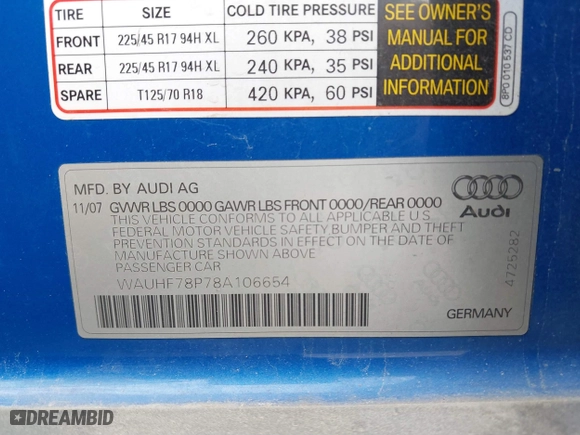 TIRE SIZE COLD TIRE PRESSURE
FRONT 225/45 R17 94H XL 260 KPA, 38 PSI
REAR 225/45 R17 94H XL 240 KPA, 35 PSI
SPARE T125/70 R18 420 KPA, 60 PSI
SEE OWNER'S
MANUAL FOR
ADDITIONAL
INFORMATION
8P0 010 537 CD
MFD. BY AUDI AG
11/07 GVWR LBS 0000 GAWR LBS FRONT 0000/REAR 0000
THIS VEHICLE CONFORMS TO ALL APPLICABLE U.S.
FEDERAL MOTOR VEHICLE SAFETY BUMPER AND THEFT
PREVENTION STANDARDS IN EFFECT ON THE DATE OF
MANUFACTURE SHOWN ABOVE
PASSENGER CAR
WAUHF78P78A106654
Audi
4725282
GERMANY
DREAMBID